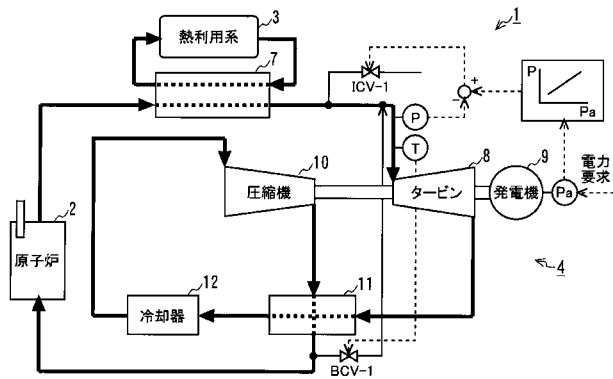 3
熱利用系
7
ICV-1
1
+
−
P
Pa
P
T
8
9
電力
要求
10
圧縮機
タービン
発電機
Pa
2
原子炉
4
12
冷却器
11
BCV-1